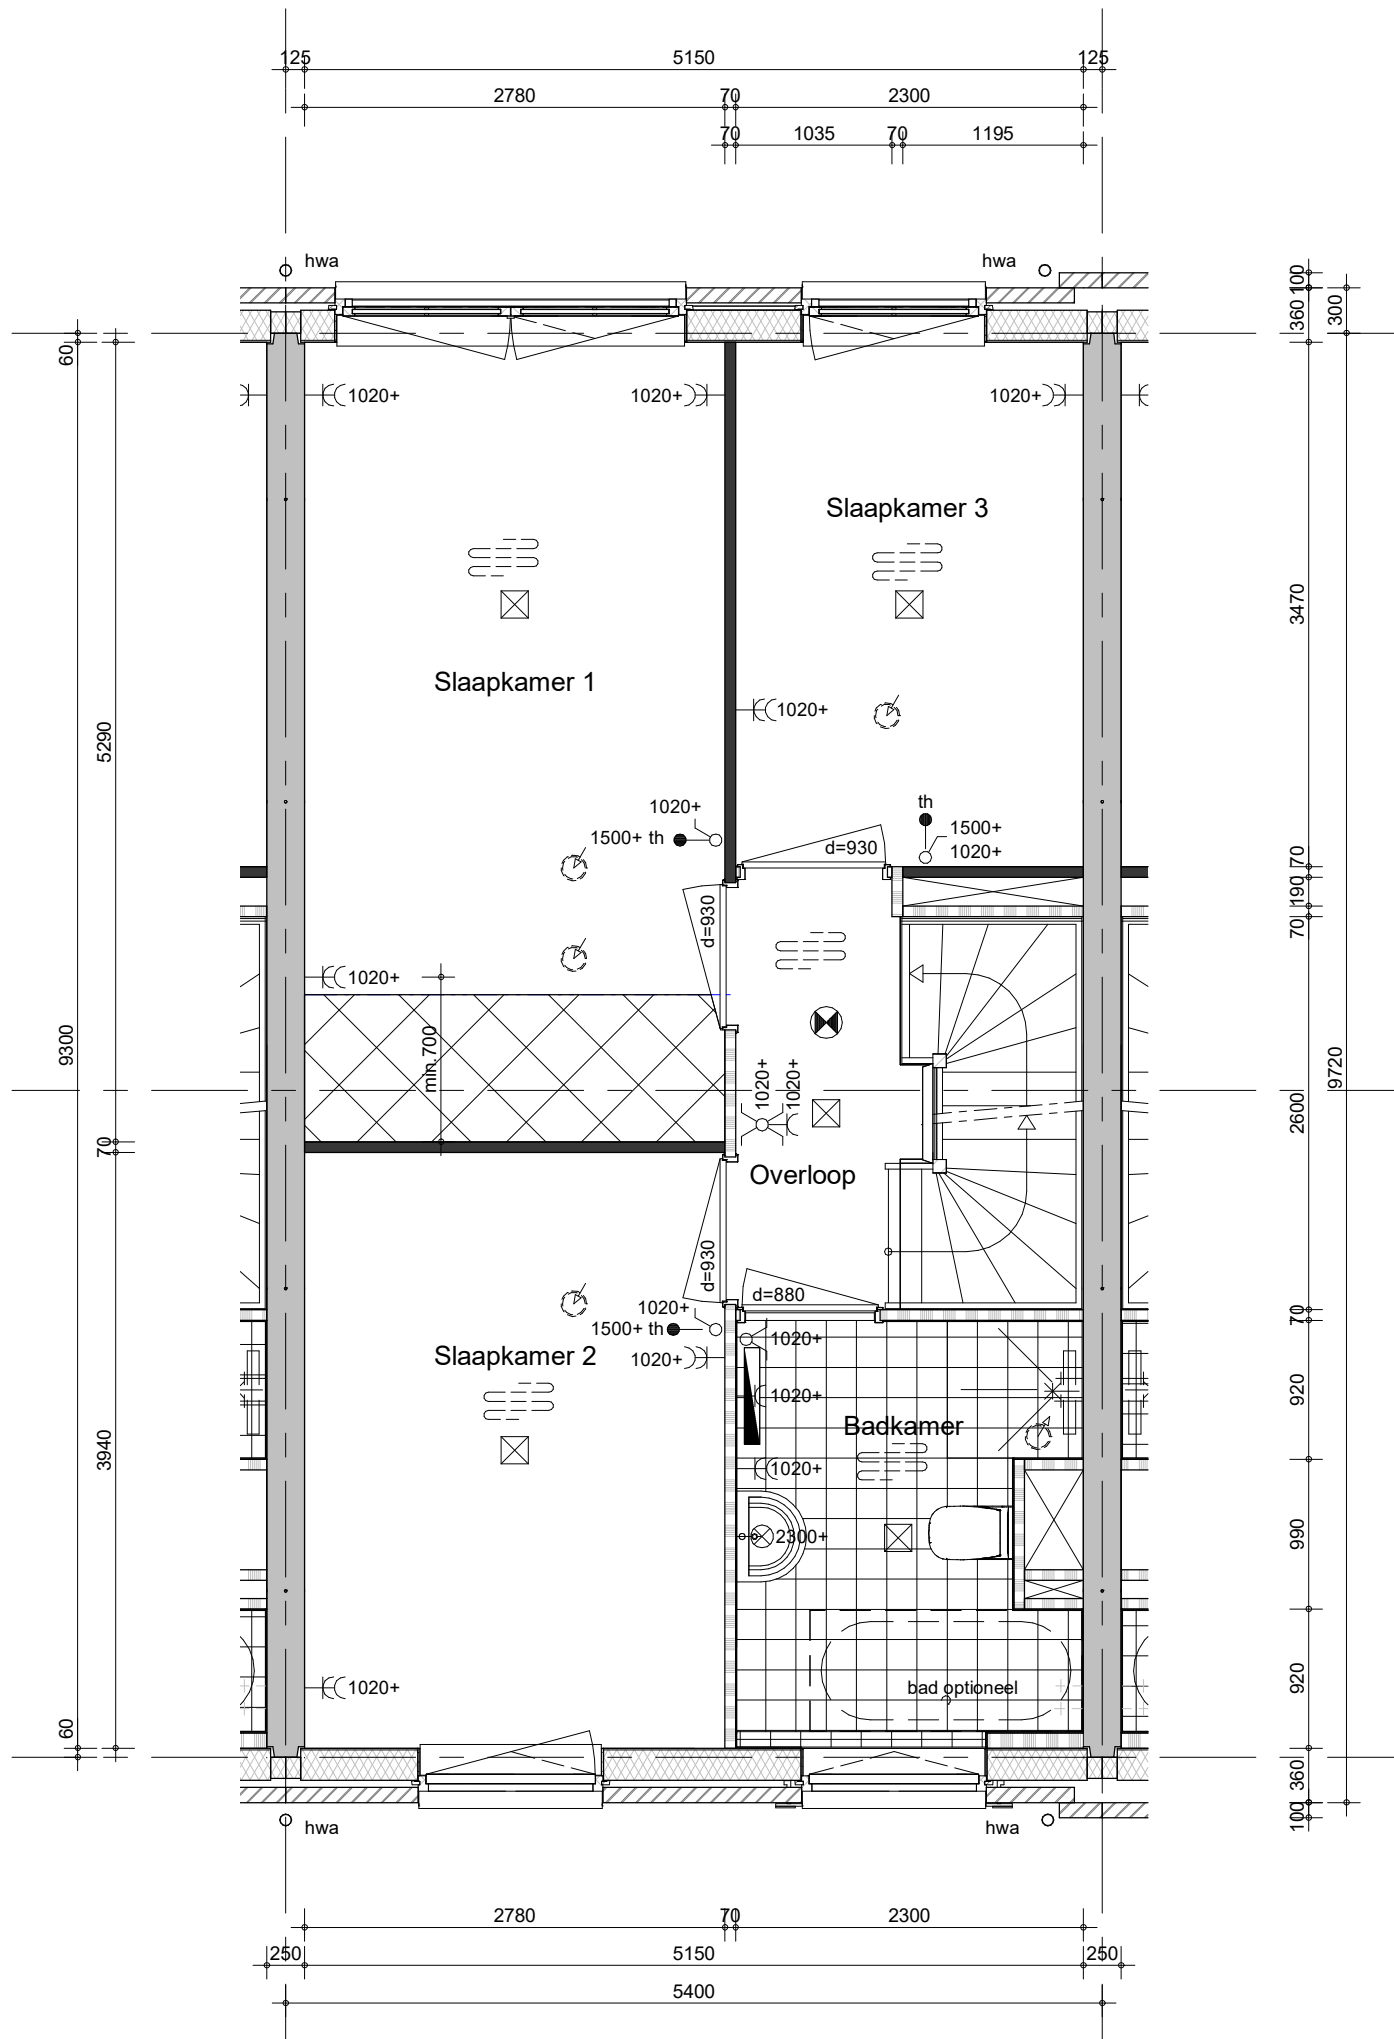 125 5150 125
2780 70 2300
70 1035 70 1195
hwa hwa
100
360 300
60
1020+ 1020+ 1020+
Slaapkamer 3
3470
Slaapkamer 1
1020+
5290
th
1020+
1500+ th
1500+
1020+
d=930
70
190
70
d=930
1020+
9300
min.700
1020+
1020+
9720
2600
70
Overloop
d=930
d=880
1020+
1500+ th
1020+
1020+
70
Slaapkamer 2
1020+
920
Badkamer
3940
1020+
2300+
990
1020+
bad optioneel
920
60
360
100
hwa hwa
2780 70 2300
250 5150 250
5400